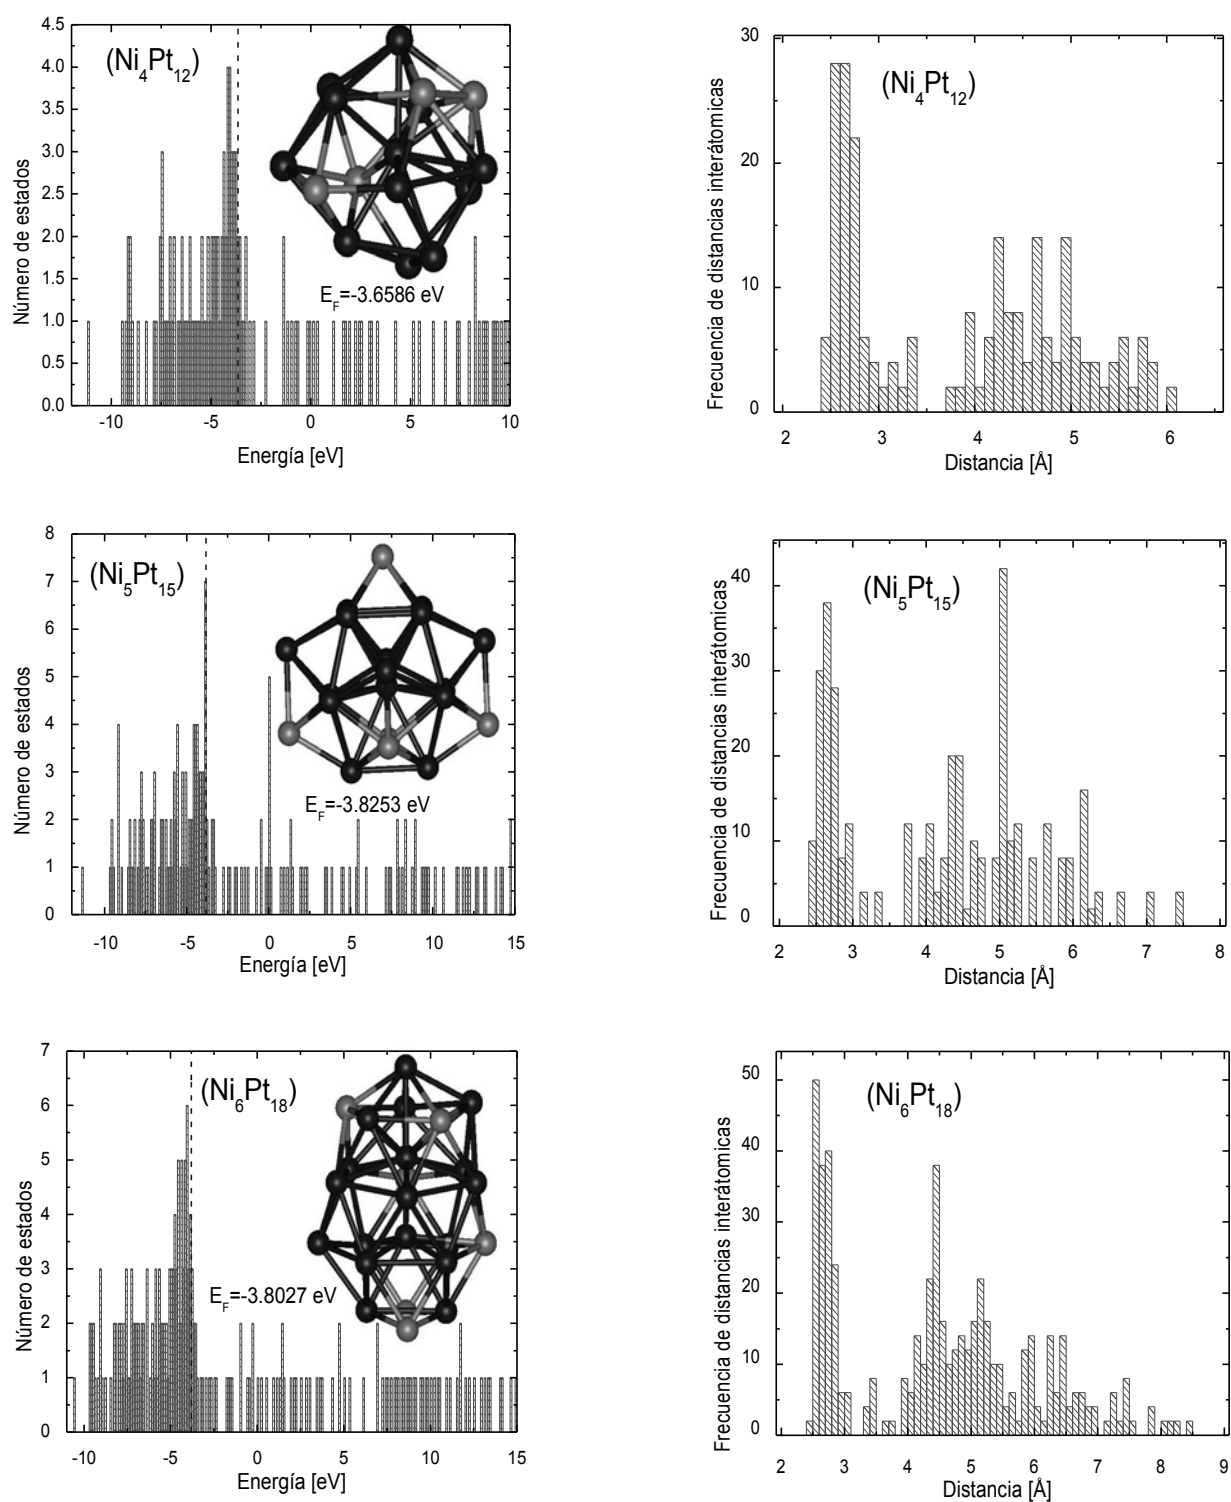 4.5
4.0
3.5
3.0
2.5
2.0
1.5
1.0
0.5
0.0
Número de estados
(Ni4Pt12)
EF=-3.6586 eV
-10 -5 0 5 10
Energía [eV]
30
20
10
0
Frecuencia de distancias interátomicas
(Ni4Pt12)
2 3 4 5 6
Distancia [Å]
8
7
6
5
4
3
2
1
0
Número de estados
(Ni5Pt15)
EF=-3.8253 eV
-10 -5 0 5 10 15
Energía [eV]
40
30
20
10
0
Frecuencia de distancias interátomicas
(Ni5Pt15)
2 3 4 5 6 7 8
Distancia [Å]
7
6
5
4
3
2
1
0
Número de estados
(Ni6Pt18)
EF=-3.8027 eV
-10 -5 0 5 10 15
Energía [eV]
50
40
30
20
10
0
Frecuencia de distancias interátomicas
(Ni6Pt18)
2 3 4 5 6 7 8 9
Distancia [Å]